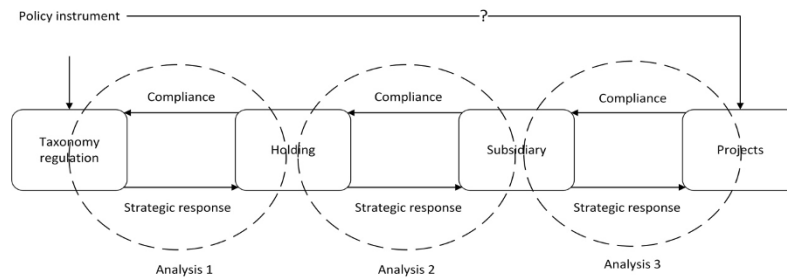 Policy instrument
?
Compliance
Compliance
Compliance
Taxonomy
regulation
Holding
Subsidiary
Projects
Strategic response
Strategic response
Strategic response
Analysis 1
Analysis 2
Analysis 3